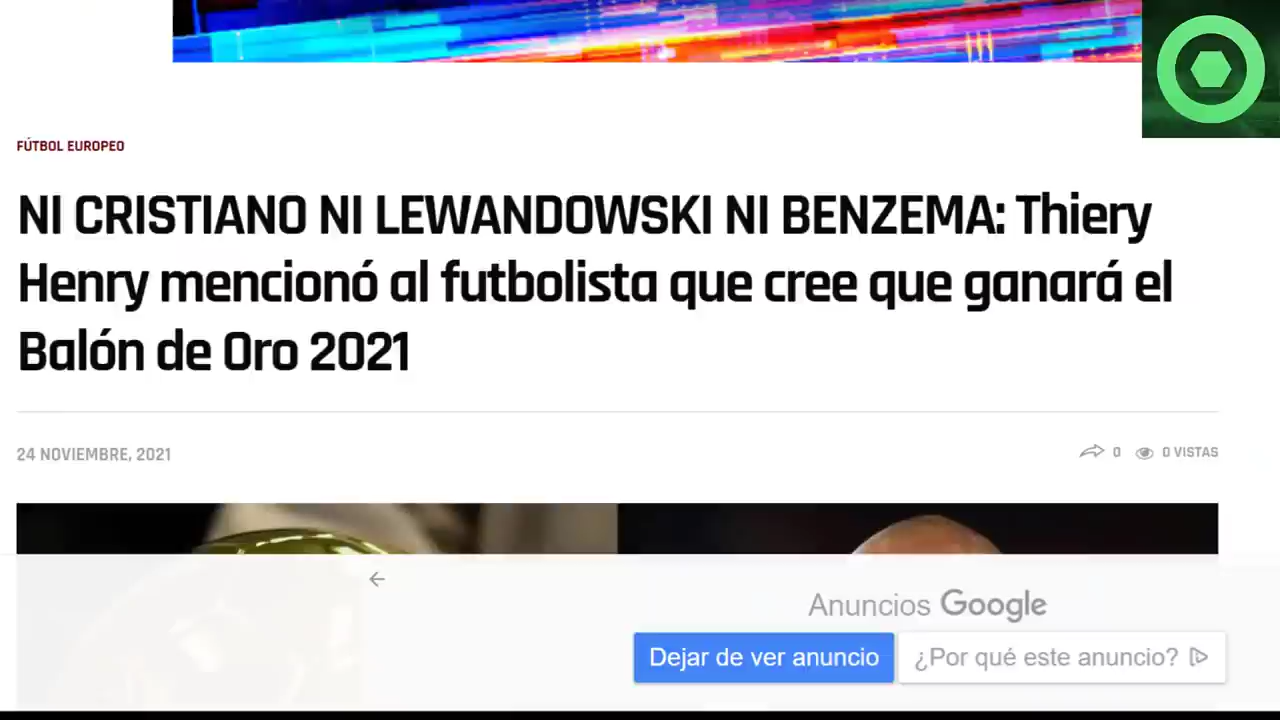 FÚTBOL EUROPEO
NI CRISTIANO NI LEWANDOWSKI NI BENZEMA: Thiery
Henry mencionó al futbolista que cree que ganará el
Balón de Oro 2021
24 NOVIEMBRE, 2021
0 0 VISTAS
Anuncios Google
Dejar de ver anuncio ¿Por qué este anuncio?